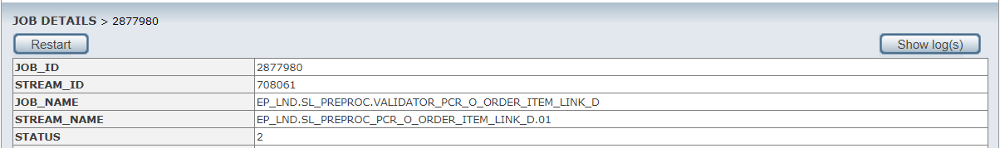 JOB DETAILS > 2877980
Restart Show log(s)
JOB_ID 2877980
STREAM_ID 708061
JOB_NAME EP_LND.SL_PREPROC.VALIDATOR_PCR_O_ORDER_ITEM_LINK_D
STREAM_NAME EP_LND.SL_PREPROC_PCR_O_ORDER_ITEM_LINK_D.01
STATUS 2